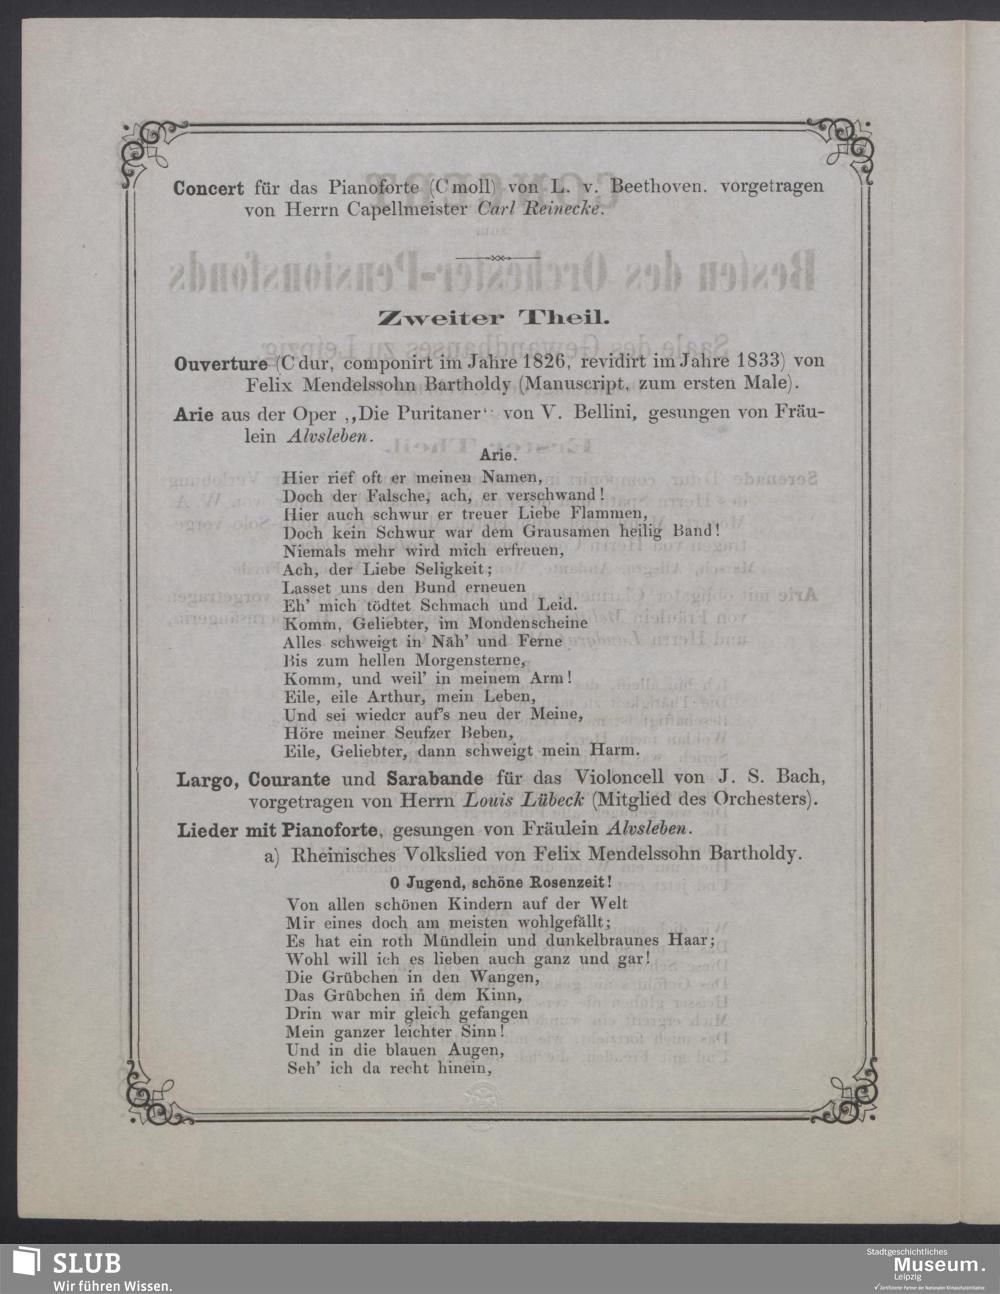 Concert für das Pianoforte (C moll) von L. v. Beethoven. vorgetragen
von Herrn Capellmeister Carl Reinecke.
Zweiter Theil.
Ouverture (C dur, componirt im Jahre 1826, revidirt im Jahre 1833) von
Felix Mendelssohn Bartholdy (Manuscript, zum ersten Male).
Arie aus der Oper ,,Die Puritaner“ von V. Bellini, gesungen von Fräu-
lein Alvsleben.
Arie.
Hier rief oft er meinen Namen,
Doch der Falsche, ach, er verschwand!
Hier auch schwur er treuer Liebe Flammen,
Doch kein Schwur war dem Grausamen heilig Band!
Niemals mehr wird mich erfreuen,
Ach, der Liebe Seligkeit;
Lasset uns den Bund erneuen
Eh' mich tödtet Schmach und Leid.
Komm, Geliebter, im Mondenscheine
Alles schweigt in Näh' und Ferne
Bis zum hellen Morgensterne,
Komm, und weil' in meinem Arm!
Eile, eile Arthur, mein Leben,
Und sei wieder auf's neu der Meine,
Höre meiner Seufzer Beben,
Eile, Geliebter, dann schweigt mein Harm.
Largo, Courante und Sarabande für das Violoncell von J. S. Bach,
vorgetragen von Herrn Louis Lübeck (Mitglied des Orchesters).
Lieder mit Pianoforte, gesungen von Fräulein Alvsleben.
a) Rheinisches Volkslied von Felix Mendelssohn Bartholdy.
O Jugend, schöne Rosenzeit!
Von allen schönen Kindern auf der Welt
Mir eines doch am meisten wohlgefällt;
Es hat ein roth Mündlein und dunkelbraunes Haar;
Wohl will ich es lieben auch ganz und gar!
Die Grübchen in den Wangen,
Das Grübchen in dem Kinn,
Drin war mir gleich gefangen
Mein ganzer leichter Sinn!
Und in die blauen Augen,
Seh' ich da recht hinein,
SLUB
Wir führen Wissen.
Stadtgeschichtliches
Museum.
Leipzig
Zertifizierter Partner der Nationalen Klimaschutzinitiative